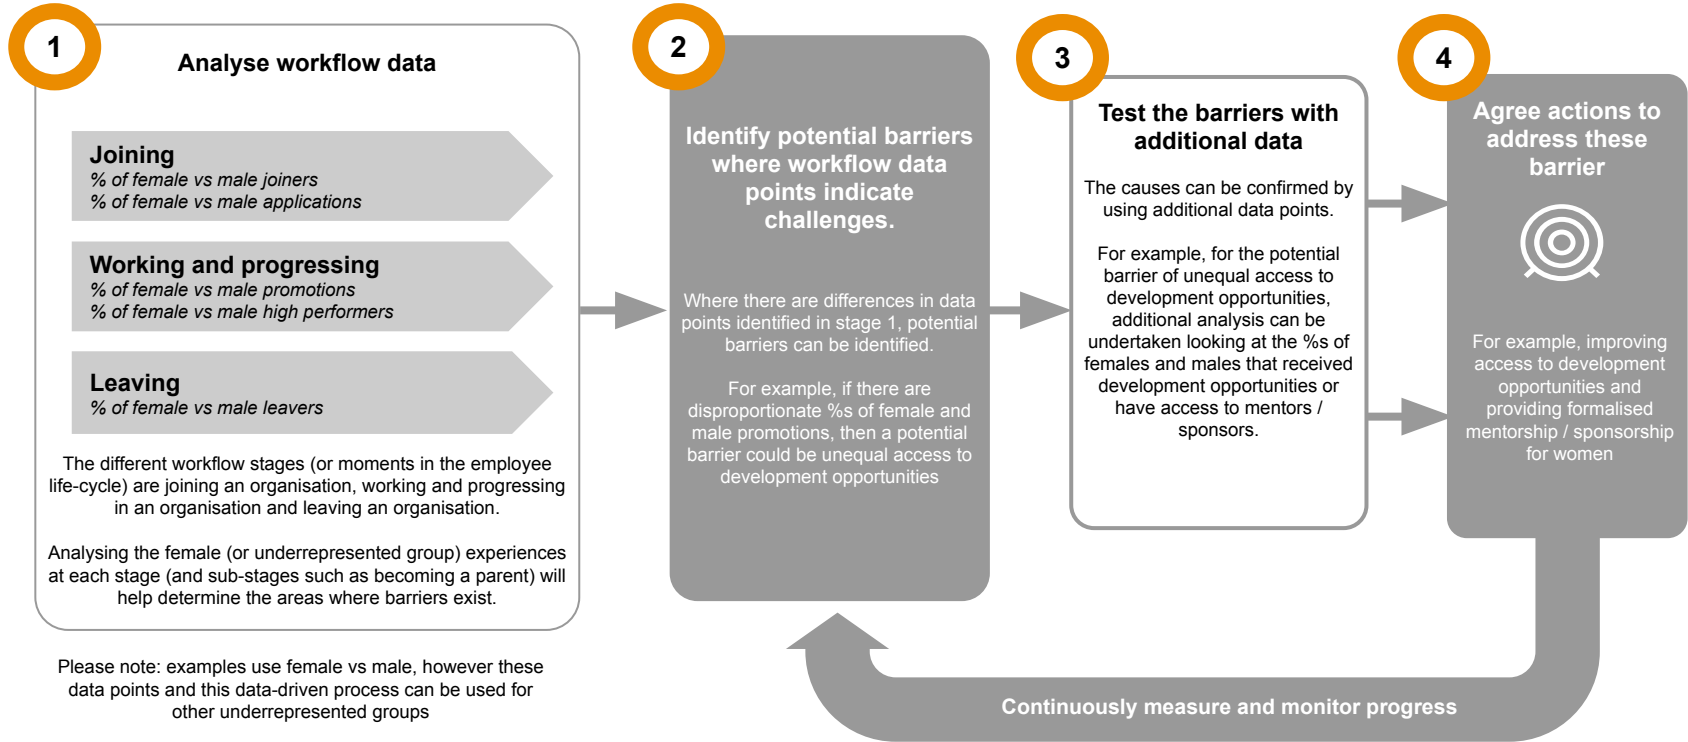 1
Analyse workflow data
Joining
% of female vs male joiners
% of female vs male applications
Working and progressing
% of female vs male promotions
% of female vs male high performers
Leaving
% of female vs male leavers
The different workflow stages (or moments in the employee
life-cycle) are joining an organisation, working and progressing
in an organisation and leaving an organisation.
Analysing the female (or underrepresented group) experiences
at each stage (and sub-stages such as becoming a parent) will
help determine the areas where barriers exist.
Please note: examples use female vs male, however these
data points and this data-driven process can be used for
other underrepresented groups
2
Identify potential barriers
where workflow data
points indicate
challenges.
Where there are differences in data
points identified in stage 1, potential
barriers can be identified.
For example, if there are
disproportionate %s of female and
male promotions, then a potential
barrier could be unequal access to
development opportunities
3
Test the barriers with
additional data
The causes can be confirmed by
using additional data points.
For example, for the potential
barrier of unequal access to
development opportunities,
additional analysis can be
undertaken looking at the %s of
females and males that received
development opportunities or
have access to mentors /
sponsors.
4
Agree actions to
address these
barrier
For example, improving
access to development
opportunities and
providing formalised
mentorship / sponsorship
for women
Continuously measure and monitor progress